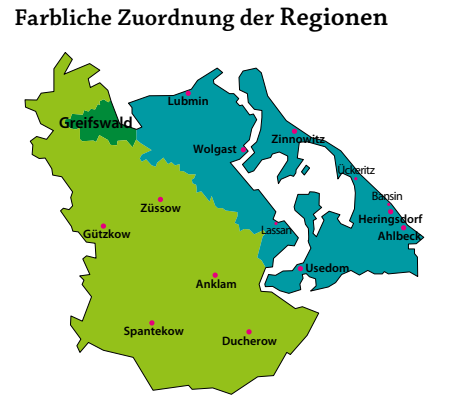 Farbliche Zuordnung der Regionen
Lubmin
Greifswald
Zinnowitz
Wolgast
Ückeritz
Bansin
Züssow
Heringsdorf
Gützkow
Lassan
Ahlbeck
Usedom
Anklam
Spantekow
Ducherow